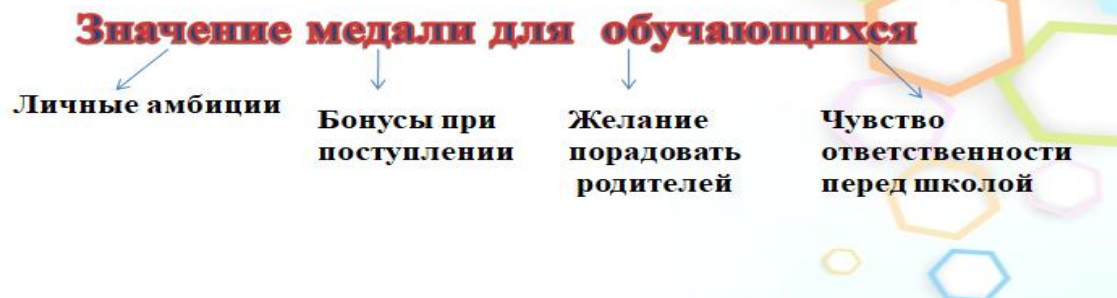 Значение медали для обучающихся
Личные амбиции
Бонусы при
поступлении
Желание
порадовать
родителей
Чувство
ответственности
перед школой